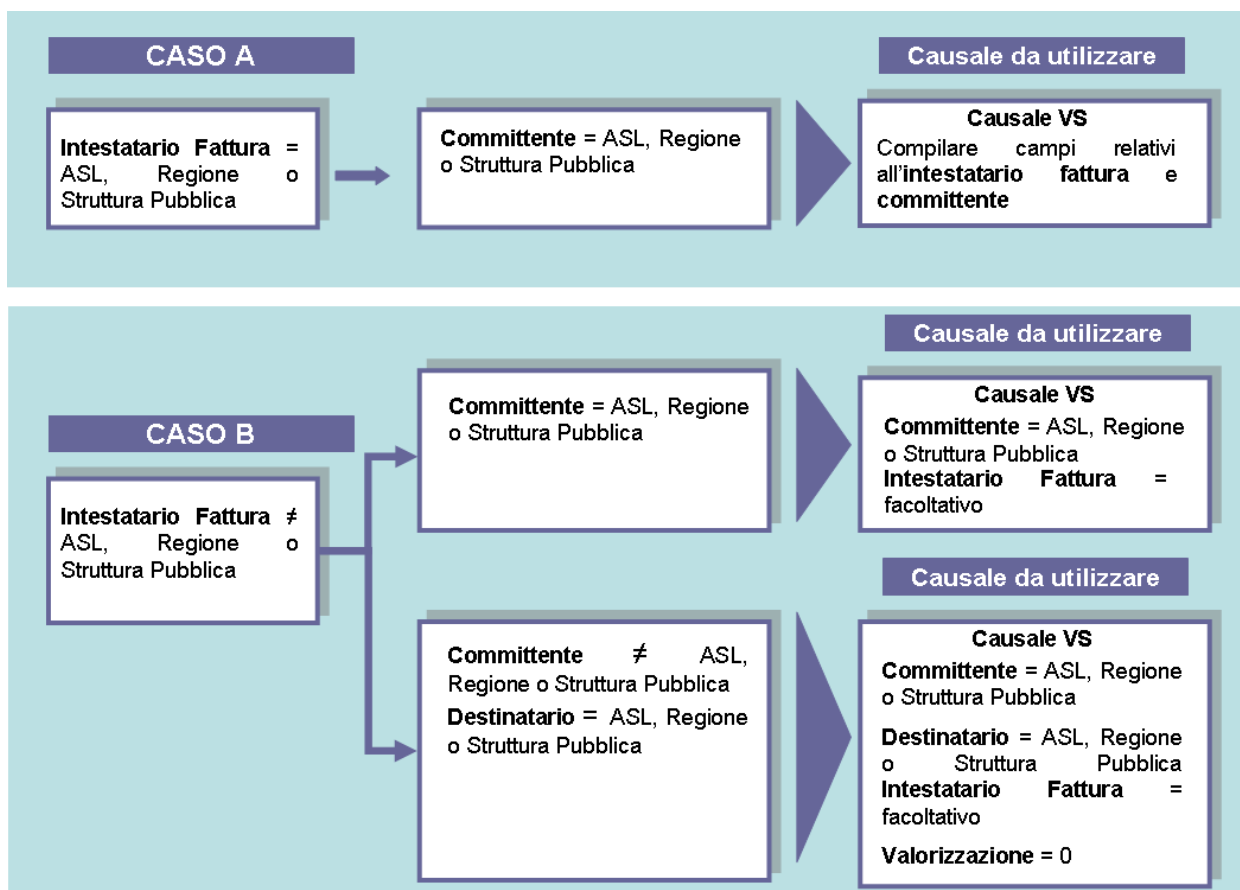 CASO A
Intestatario Fattura =
ASL, Regione o
Struttura Pubblica
Committente = ASL, Regione
o Struttura Pubblica
Causale da utilizzare
Causale VS
Compilare campi relativi
all'intestatario fattura e
committente
CASO B
Intestatario Fattura ≠
ASL, Regione o
Struttura Pubblica
Committente = ASL, Regione
o Struttura Pubblica
Causale da utilizzare
Causale VS
Committente = ASL, Regione
o Struttura Pubblica
Intestatario Fattura =
facoltativo
Committente ≠ ASL,
Regione o Struttura Pubblica
Destinatario = ASL, Regione
o Struttura Pubblica
Causale da utilizzare
Causale VS
Committente = ASL, Regione
o Struttura Pubblica
Destinatario = ASL, Regione
o Struttura Pubblica
Intestatario Fattura =
facoltativo
Valorizzazione = 0